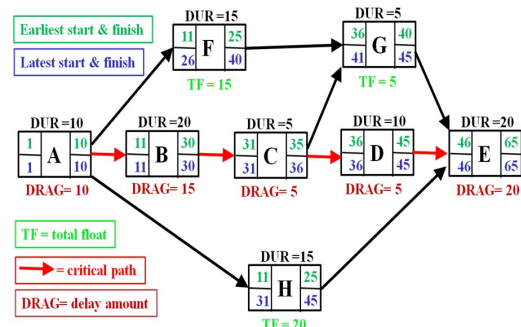 Earliest start & finish
Latest start & finish
DUR =15
11 F 25
26 40
TF = 15
DUR =5
36 G 40
41 45
TF = 5
DUR =10
1 A 10
1 10
DRAG= 10
DUR =20
11 B 30
11 30
DRAG= 15
DUR =5
31 C 35
31 36
DRAG= 5
DUR =10
36 D 45
45 45
DRAG= 5
DUR =20
46 E 65
46 65
DRAG= 20
TF = total float
= critical path
DRAG= delay amount
DUR =15
11 H 25
31 45
TF = 20